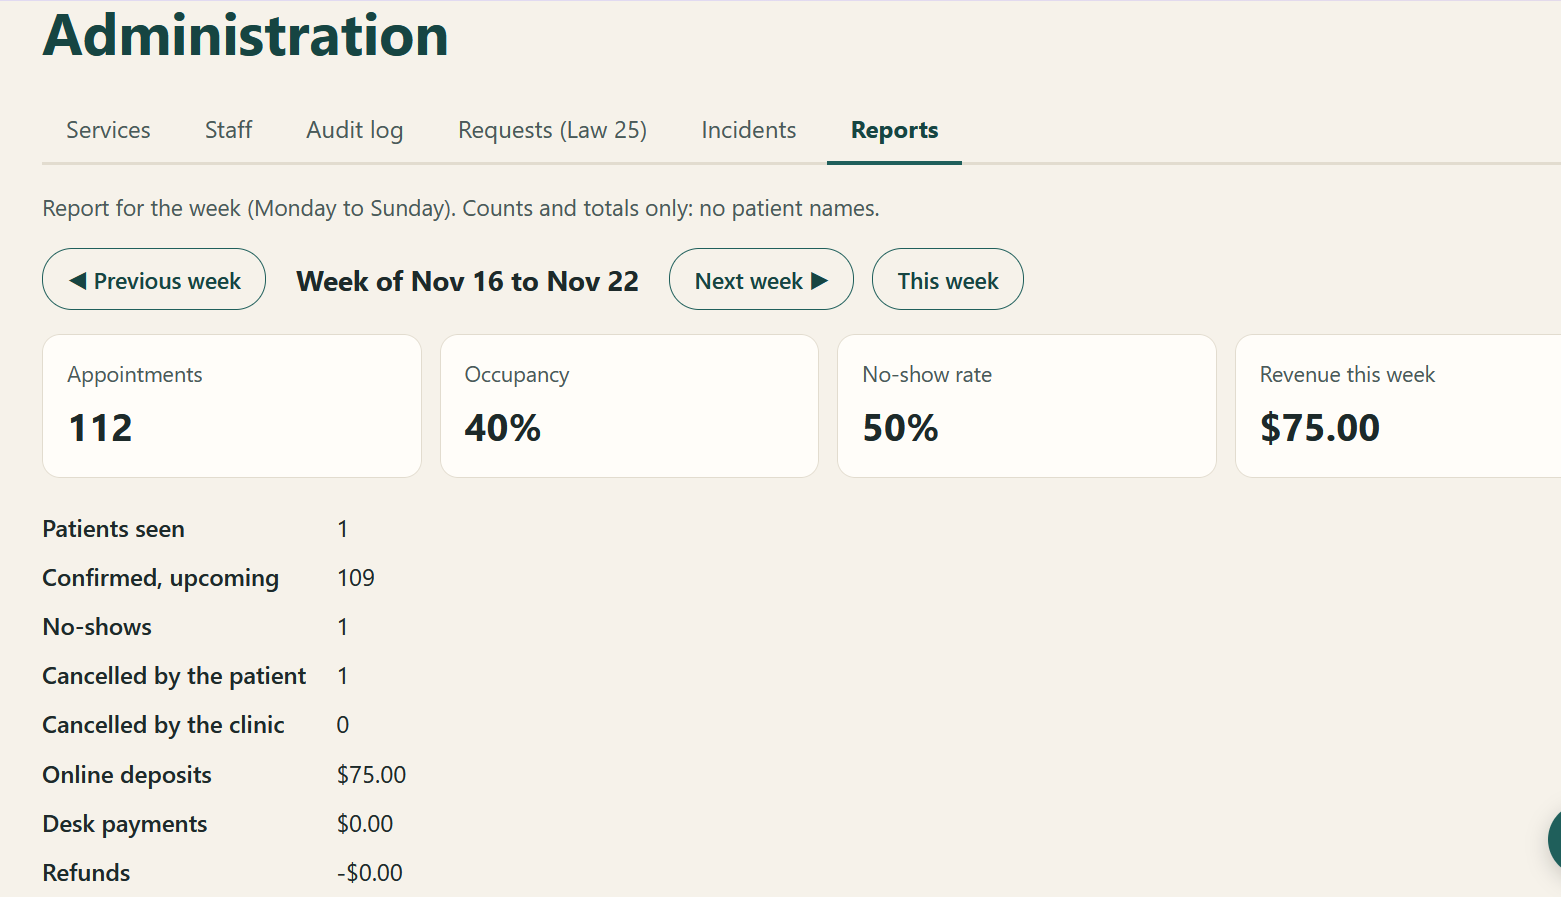 Administration
Services Staff Audit log Requests (Law 25) Incidents Reports
Report for the week (Monday to Sunday). Counts and totals only: no patient names.
◀ Previous week Week of Nov 16 to Nov 22 Next week ▶ This week
Appointments Occupancy No-show rate Revenue this week
112 40% 50% $75.00
Patients seen 1
Confirmed, upcoming 109
No-shows 1
Cancelled by the patient 1
Cancelled by the clinic 0
Online deposits $75.00
Desk payments $0.00
Refunds -$0.00